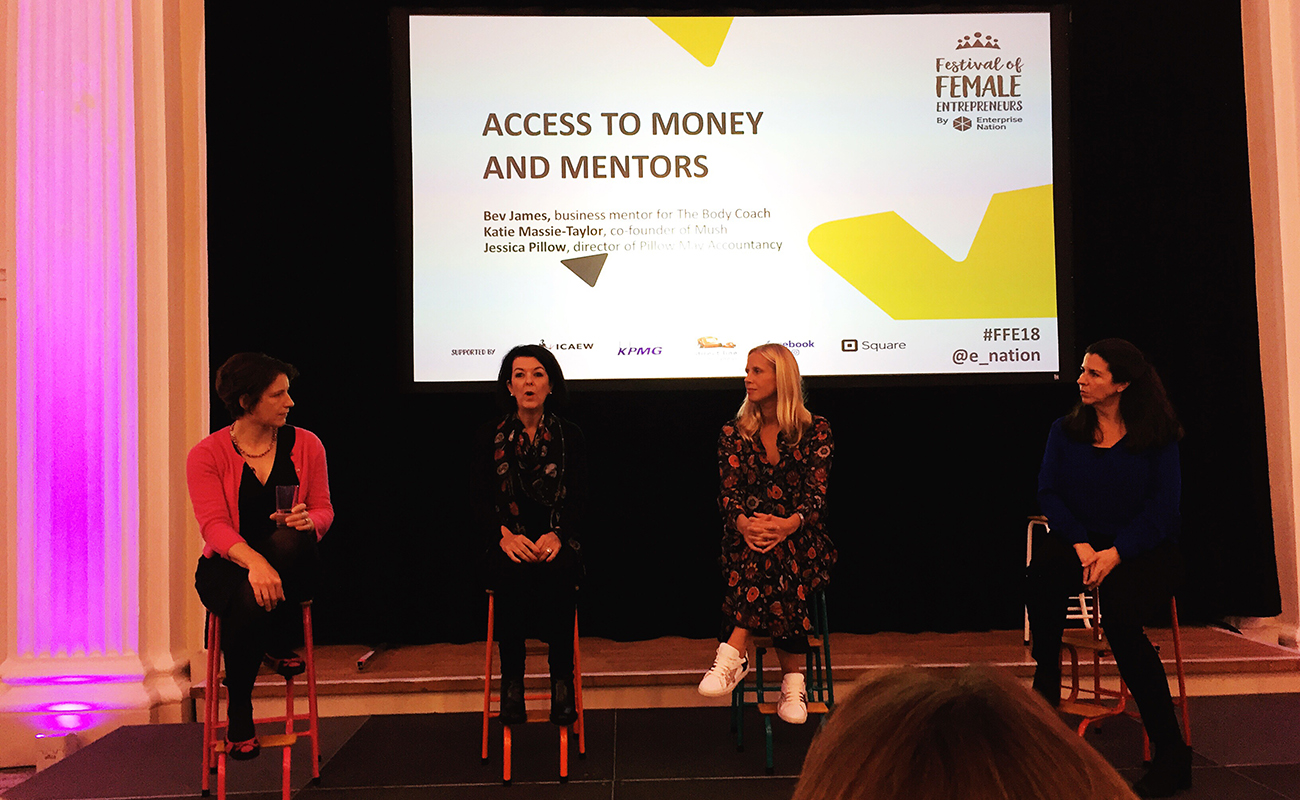 Festival of
FEMALE
ENTREPRENEURS
By Enterprise
Nation
ACCESS TO MONEY
AND MENTORS
Bev James, business mentor for The Body Coach
Katie Massie-Taylor, co-founder of Mush
Jessica Pillow, director of Pillow May Accountancy
SUPPORTED BY
ICAEW
KPMG
Square
#FFE18
@e_nation